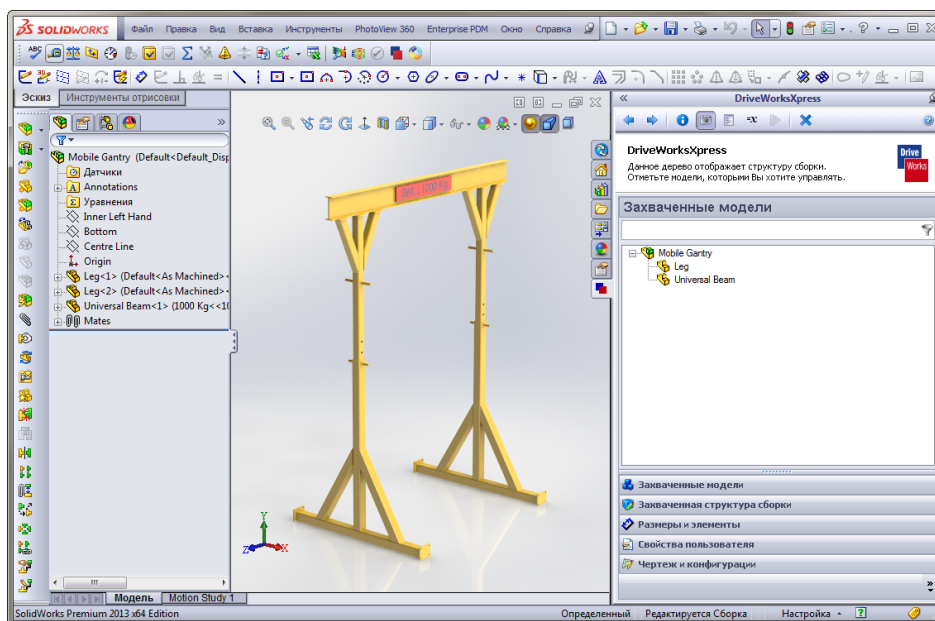 SOLIDWORKS Файл Правка Вид Вставка Инструменты PhotoView 360 Enterprise PDM Окно Справка
Эскиз Инструменты отрисовки
DriveWorksXpress
Mobile Gantry (Default<Default_Disp
Датчики
Annotations
Уравнения
Inner Left Hand
Bottom
Centre Line
Origin
Leg<1> (Default<As Machined>
Leg<2> (Default<As Machined>
Universal Beam<1> (1000 Kg<<10
Mates
SWL : 1000 Kg
Y
Z
X
DriveWorksXpress
Данное дерево отображает структуру сборки.
Отметьте модели, которыми Вы хотите управлять.
Drive
Works
Захваченные модели
Mobile Gantry
Leg
Universal Beam
Захваченные модели
Захваченная структура сборки
Размеры и элементы
Свойства пользователя
Чертеж и конфигурации
Модель Motion Study 1
SolidWorks Premium 2013 x64 Edition Определенный Редактируется Сборка Настройка